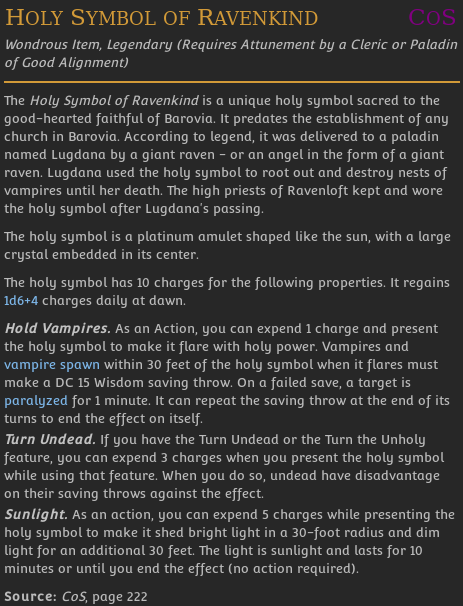 HOLY SYMBOL OF RAVENKIND CoS
Wondrous Item, Legendary (Requires Attunement by a Cleric or Paladin
of Good Alignment)
The Holy Symbol of Ravenkind is a unique holy symbol sacred to the
good-hearted faithful of Barovia. It predates the establishment of any
church in Barovia. According to legend, it was delivered to a paladin
named Lugdana by a giant raven – or an angel in the form of a giant
raven. Lugdana used the holy symbol to root out and destroy nests of
vampires until her death. The high priests of Ravenloft kept and wore
the holy symbol after Lugdana's passing.
The holy symbol is a platinum amulet shaped like the sun, with a large
crystal embedded in its center.
The holy symbol has 10 charges for the following properties. It regains
1d6+4 charges daily at dawn.
Hold Vampires. As an Action, you can expend 1 charge and present
the holy symbol to make it flare with holy power. Vampires and
vampire spawn within 30 feet of the holy symbol when it flares must
make a DC 15 Wisdom saving throw. On a failed save, a target is
paralyzed for 1 minute. It can repeat the saving throw at the end of its
turns to end the effect on itself.
Turn Undead. If you have the Turn Undead or the Turn the Unholy
feature, you can expend 3 charges when you present the holy symbol
while using that feature. When you do so, undead have disadvantage
on their saving throws against the effect.
Sunlight. As an action, you can expend 5 charges while presenting the
holy symbol to make it shed bright light in a 30-foot radius and dim
light for an additional 30 feet. The light is sunlight and lasts for 10
minutes or until you end the effect (no action required).
Source: CoS, page 222